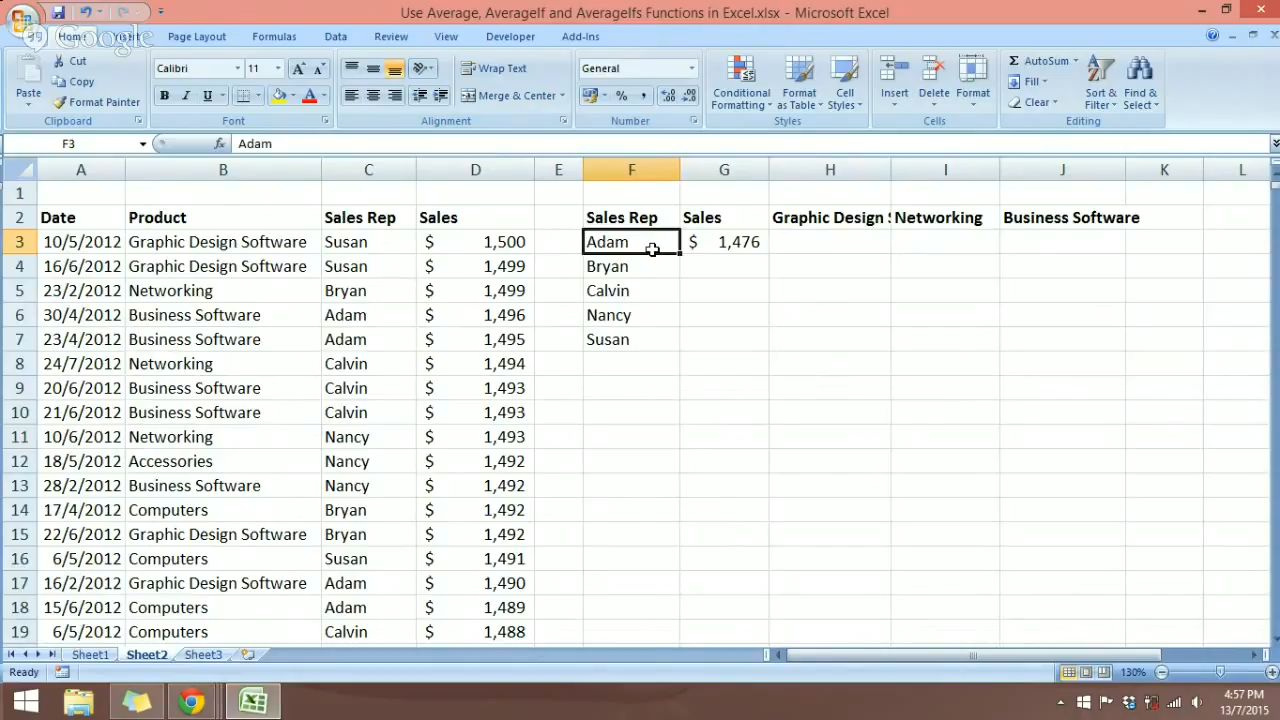 Use Average, AverageIf and AverageIfs Functions in Excel.xlsx - Microsoft Excel
Google
Home Insert Page Layout Formulas Data Review View Developer Add-Ins
Paste
Cut
Copy
Format Painter
Clipboard
Calibri 11
B I U
Font
Wrap Text
Merge & Center
Alignment
General
$ % ,
Number
Conditional Formatting
Format as Table
Cell Styles
Styles
Insert
Delete
Format
Cells
AutoSum
Fill
Clear
Sort & Filter
Find & Select
Editing
F3 fx Adam
A B C D E F G H I J K L
1
2 Date Product Sales Rep Sales Sales Rep Sales Graphic Design S Networking Business Software
3 10/5/2012 Graphic Design Software Susan $ 1,500 Adam $ 1,476
4 16/6/2012 Graphic Design Software Susan $ 1,499 Bryan
5 23/2/2012 Networking Bryan $ 1,499 Calvin
6 30/4/2012 Business Software Adam $ 1,496 Nancy
7 23/4/2012 Business Software Adam $ 1,495 Susan
8 24/7/2012 Networking Calvin $ 1,494
9 20/6/2012 Business Software Calvin $ 1,493
10 21/6/2012 Business Software Calvin $ 1,493
11 10/6/2012 Networking Nancy $ 1,493
12 18/5/2012 Accessories Nancy $ 1,492
13 28/2/2012 Business Software Nancy $ 1,492
14 17/4/2012 Computers Bryan $ 1,492
15 22/6/2012 Graphic Design Software Bryan $ 1,492
16 6/5/2012 Computers Susan $ 1,491
17 16/2/2012 Graphic Design Software Adam $ 1,490
18 15/6/2012 Computers Adam $ 1,489
19 6/5/2012 Computers Calvin $ 1,488
Sheet1 Sheet2 Sheet3
Ready 130%
4:57 PM
13/7/2015